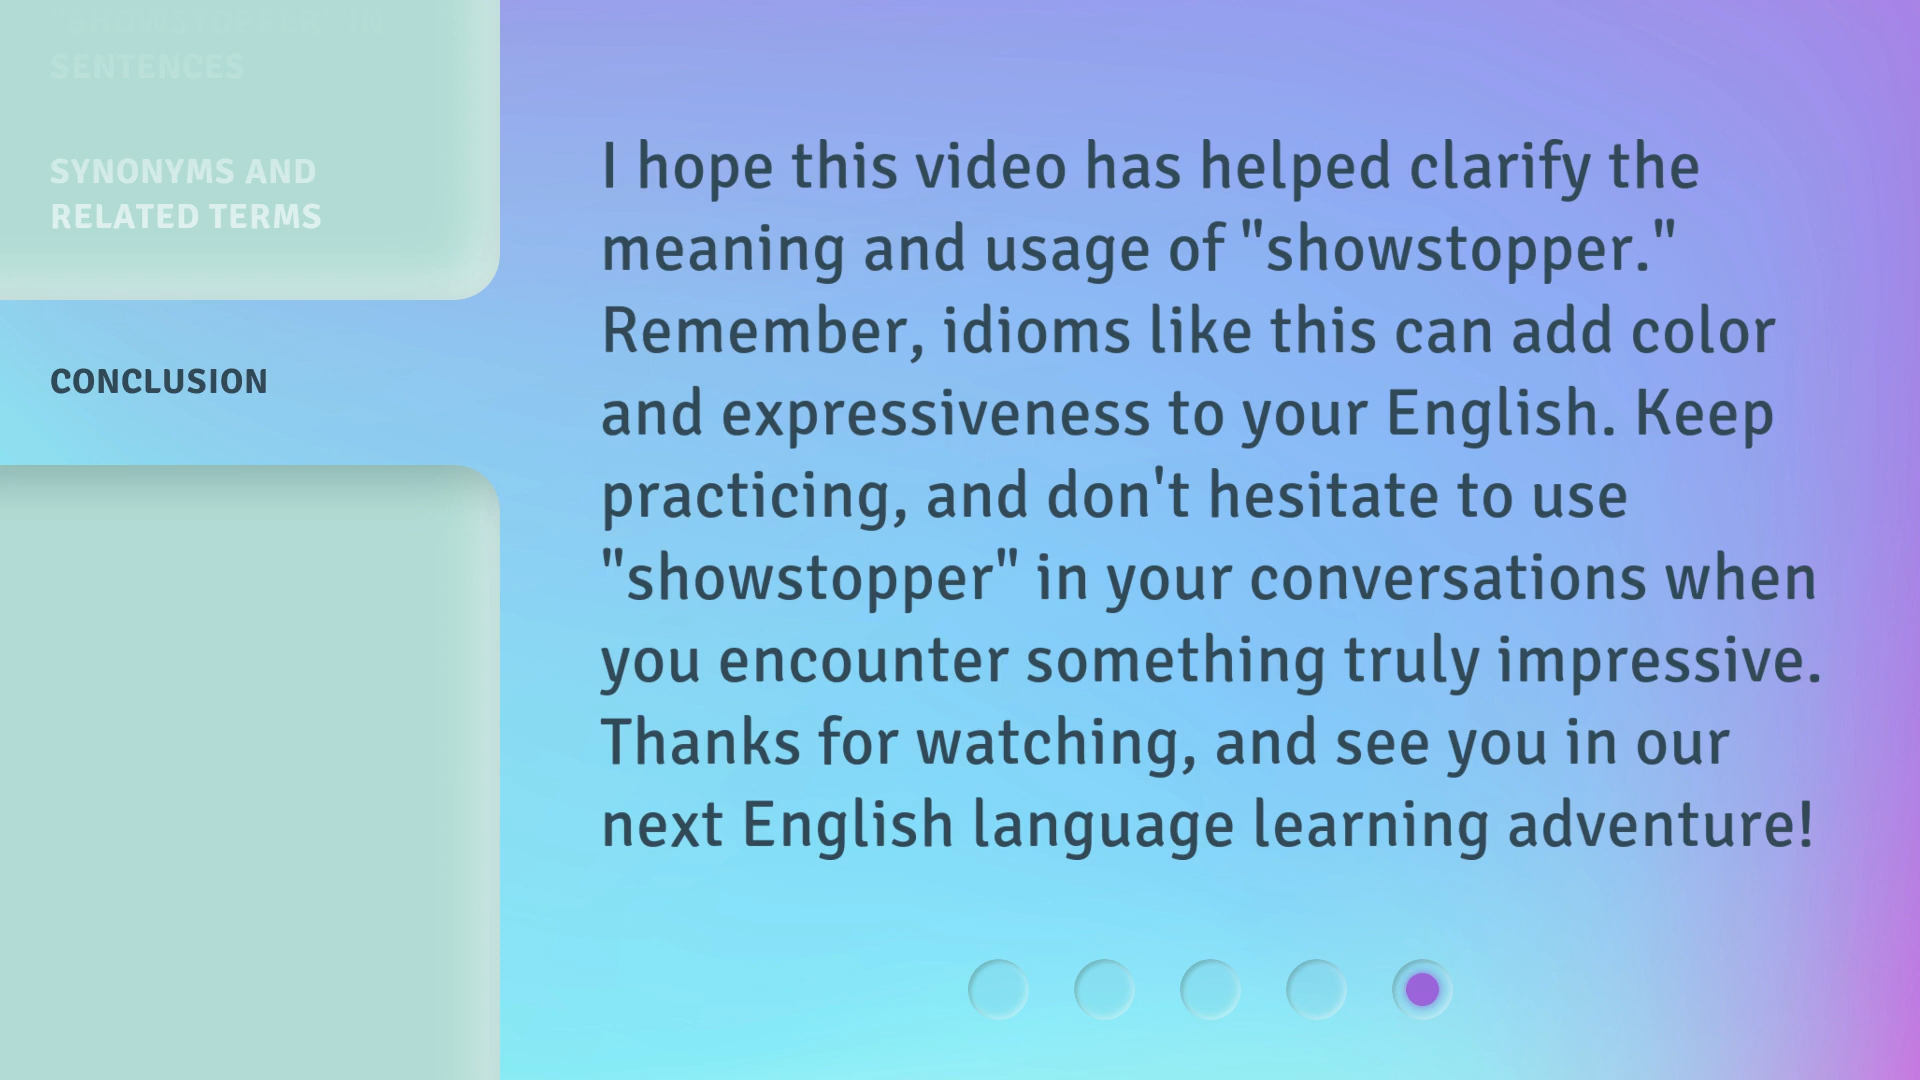 "SHOWSTOPPER" IN
SENTENCES
SYNONYMS AND
RELATED TERMS
CONCLUSION
I hope this video has helped clarify the
meaning and usage of "showstopper."
Remember, idioms like this can add color
and expressiveness to your English. Keep
practicing, and don't hesitate to use
"showstopper" in your conversations when
you encounter something truly impressive.
Thanks for watching, and see you in our
next English language learning adventure!